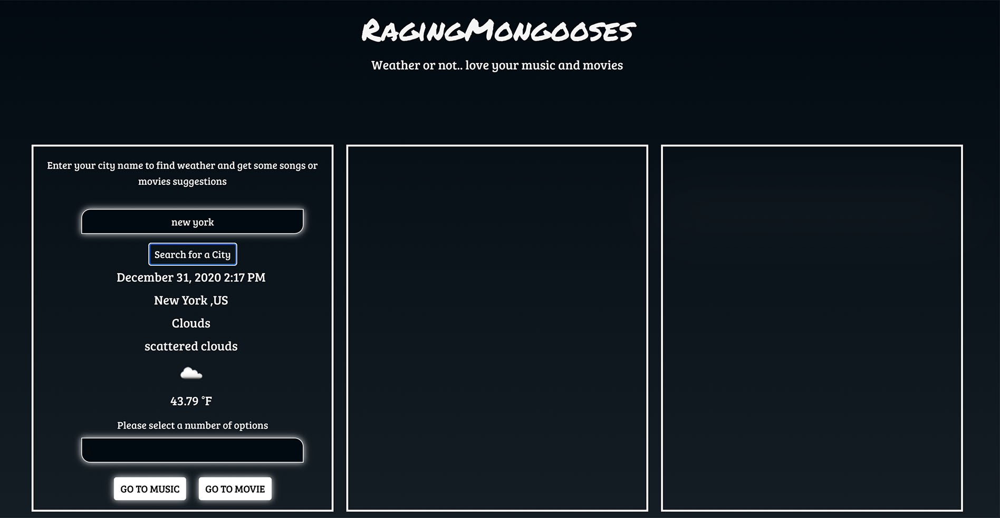 RagingMongooses
Weather or not.. love your music and movies
Enter your city name to find weather and get some songs or
movies suggestions
new york
Search for a City
December 31, 2020 2:17 PM
New York ,US
Clouds
scattered clouds
43.79 °F
Please select a number of options
GO TO MUSIC
GO TO MOVIE